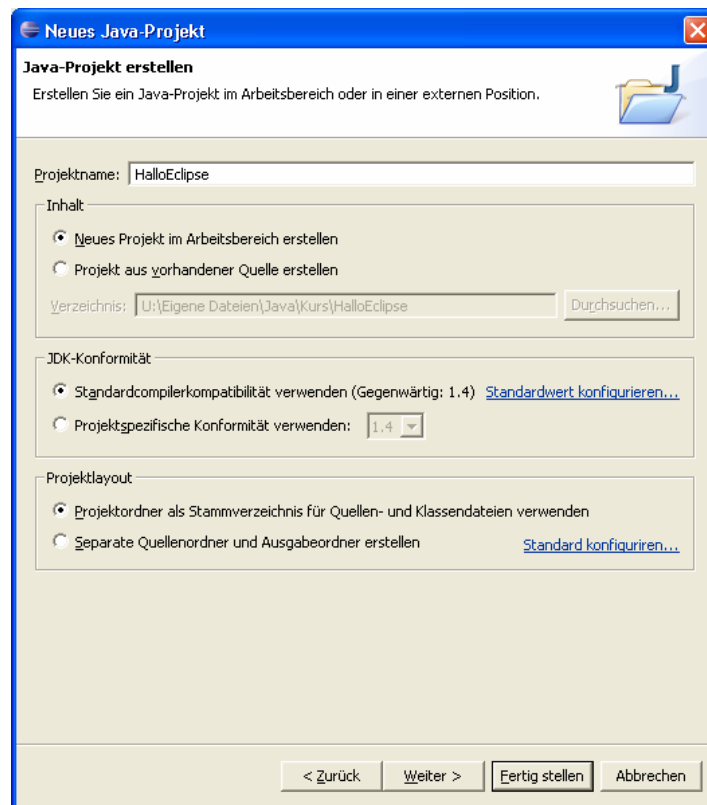 Neues Java-Projekt
Java-Projekt erstellen
Erstellen Sie ein Java-Projekt im Arbeitsbereich oder in einer externen Position.
Projektname: HalloEclipse
Inhalt
Neues Projekt im Arbeitsbereich erstellen
Projekt aus vorhandener Quelle erstellen
Verzeichnis: U:\Eigene Dateien\Java\Kurs\HalloEclipse Durchsuchen...
JDK-Konformität
Standardcompilerkompatibilität verwenden (Gegenwärtig: 1.4) Standardwert konfigurieren...
Projektspezifische Konformität verwenden: 1.4
Projektlayout
Projektordner als Stammverzeichnis für Quellen- und Klassendateien verwenden
Separate Quellenordner und Ausgabeordner erstellen Standard konfiguriren...
< Zurück Weiter > Fertig stellen Abbrechen